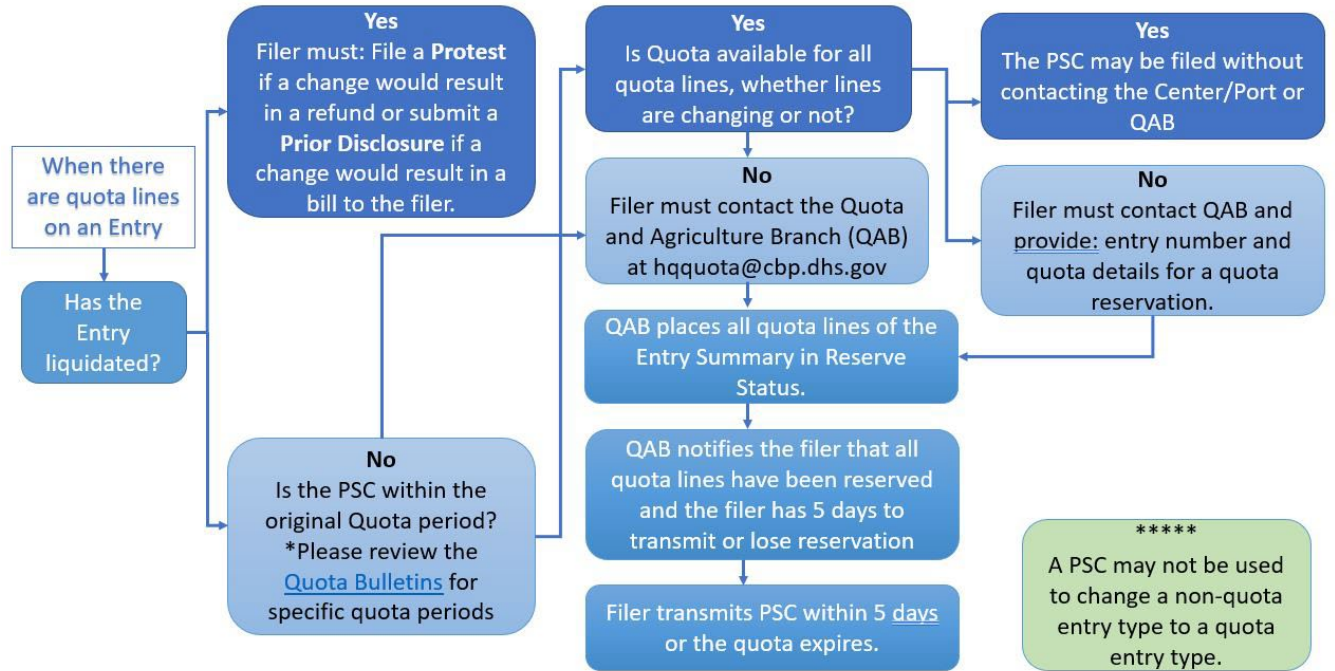 When there
are quota lines
on an Entry
Has the
Entry
liquidated?
Yes
Filer must: File a Protest
if a change would result
in a refund or submit a
Prior Disclosure if a
change would result in a
bill to the filer.
No
Is the PSC within the
original Quota period?
*Please review the
Quota Bulletins for
specific quota periods
Yes
Is Quota available for all
quota lines, whether lines
are changing or not?
No
Filer must contact the Quota
and Agriculture Branch (QAB)
at hqquota@cbp.dhs.gov
QAB places all quota lines of the
Entry Summary in Reserve
Status.
QAB notifies the filer that all
quota lines have been reserved
and the filer has 5 days to
transmit or lose reservation
Filer transmits PSC within 5 days
or the quota expires.
Yes
The PSC may be filed without
contacting the Center/Port or
QAB
No
Filer must contact QAB and
provide: entry number and
quota details for a quota
reservation.
*****
A PSC may not be used
to change a non-quota
entry type to a quota
entry type.